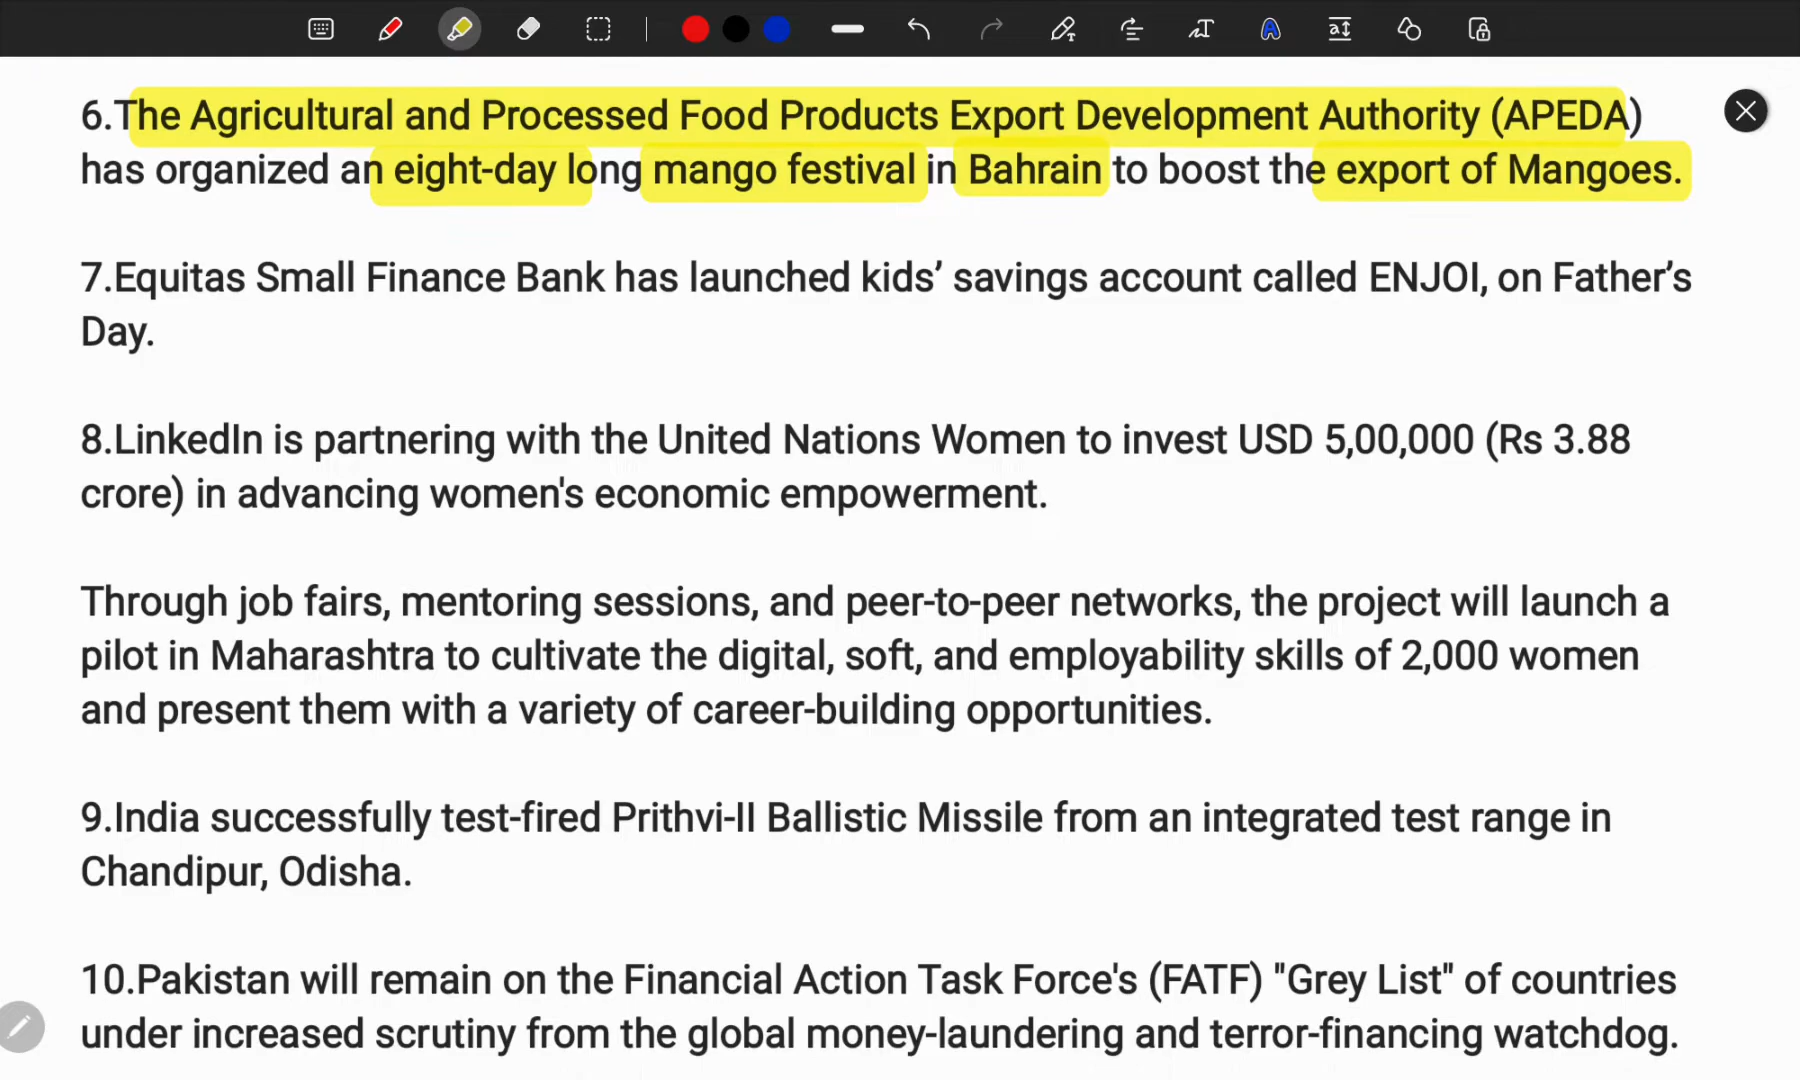 6.The Agricultural and Processed Food Products Export Development Authority (APEDA)
has organized an eight-day long mango festival in Bahrain to boost the export of Mangoes.
7.Equitas Small Finance Bank has launched kids’ savings account called ENJOI, on Father’s
Day.
8.LinkedIn is partnering with the United Nations Women to invest USD 5,00,000 (Rs 3.88
crore) in advancing women's economic empowerment.
Through job fairs, mentoring sessions, and peer-to-peer networks, the project will launch a
pilot in Maharashtra to cultivate the digital, soft, and employability skills of 2,000 women
and present them with a variety of career-building opportunities.
9.India successfully test-fired Prithvi-II Ballistic Missile from an integrated test range in
Chandipur, Odisha.
10.Pakistan will remain on the Financial Action Task Force's (FATF) "Grey List" of countries
under increased scrutiny from the global money-laundering and terror-financing watchdog.